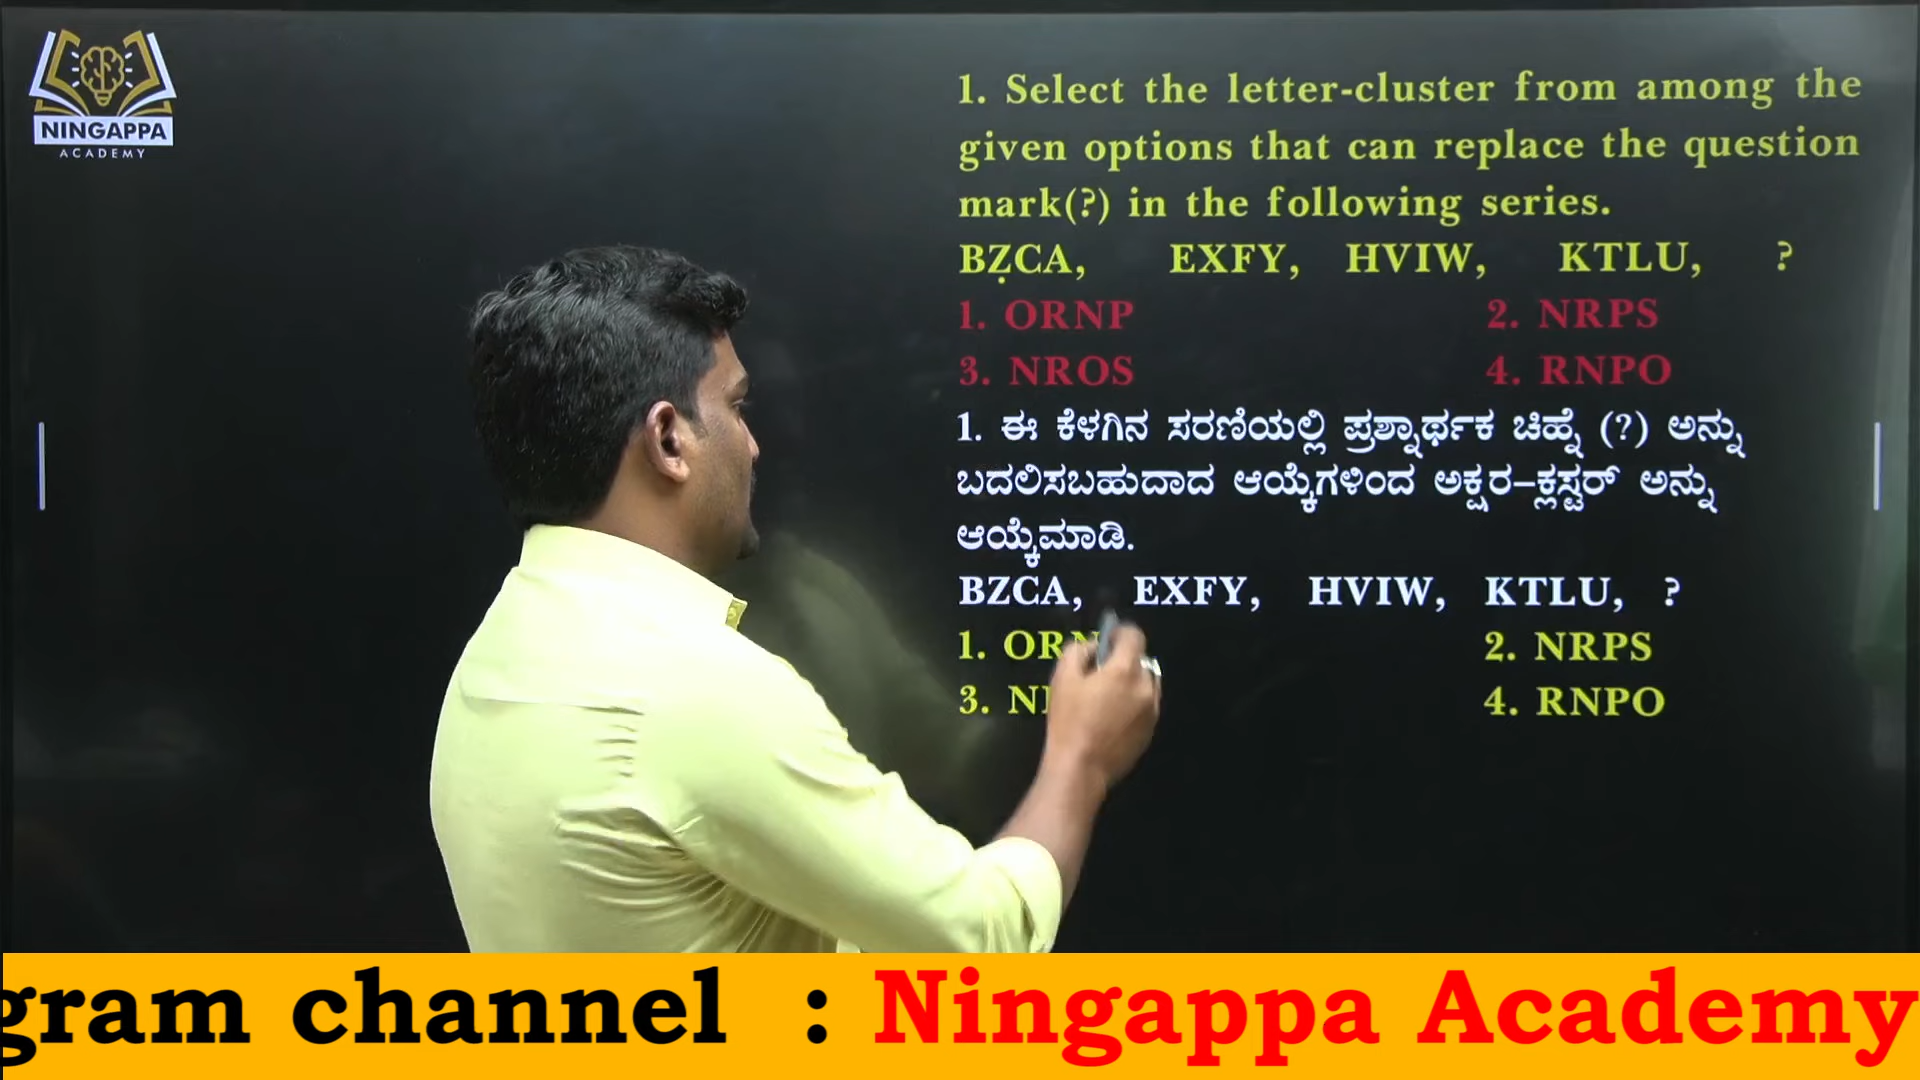 NINGAPPA
ACADEMY
1. Select the letter-cluster from among the
given options that can replace the question
mark(?) in the following series.
BZCA, EXFY, HVIW, KTLU, ?
1. ORNP 2. NRPS
3. NROS 4. RNPO
1. ಈ ಕೆಳಗಿನ ಸರಣಿಯಲ್ಲಿ ಪ್ರಶ್ನಾರ್ಥಕ ಚಿಹ್ನೆ (?) ಅನ್ನು
ಬದಲಿಸಬಹುದಾದ ಆಯ್ಕೆಗಳಿಂದ ಅಕ್ಷರ–ಕ್ಲಸ್ಟರ್ ಅನ್ನು
ಆಯ್ಕೆಮಾಡಿ.
BZCA, EXFY, HVIW, KTLU, ?
1. ORN 2. NRPS
3. 4. RNPO
gram channel : Ningappa Academy